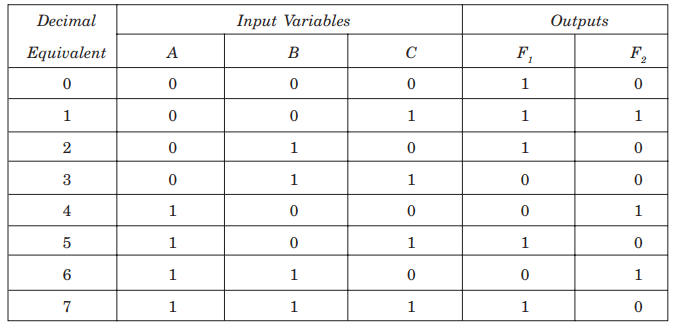 Decimal Input Variables Outputs
Equivalent A B C F1 F2
0 0 0 0 1 0
1 0 0 1 1 1
2 0 1 0 1 0
3 0 1 1 0 0
4 1 0 0 0 1
5 1 0 1 1 0
6 1 1 0 0 1
7 1 1 1 1 0